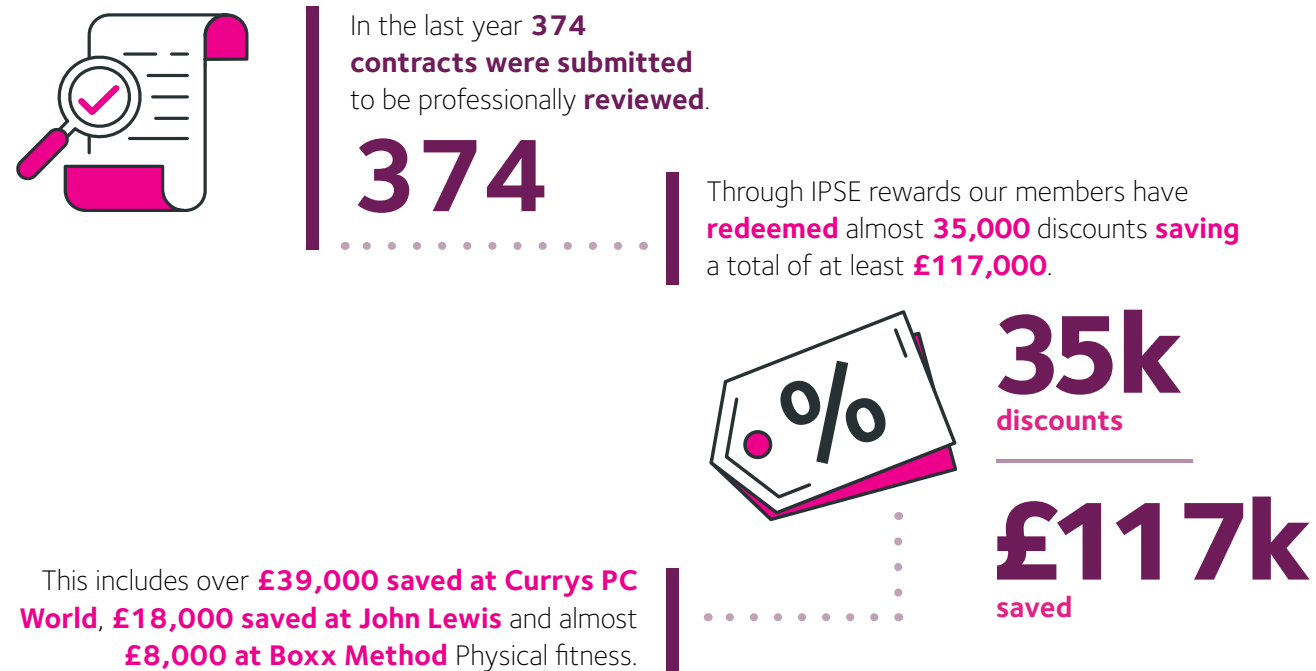 In the last year 374
contracts were submitted
to be professionally reviewed.
374
Through IPSE rewards our members have
redeemed almost 35,000 discounts saving
a total of at least £117,000.
%
35k
discounts
£117k
saved
This includes over £39,000 saved at Currys PC
World, £18,000 saved at John Lewis and almost
£8,000 at Boxx Method Physical fitness.